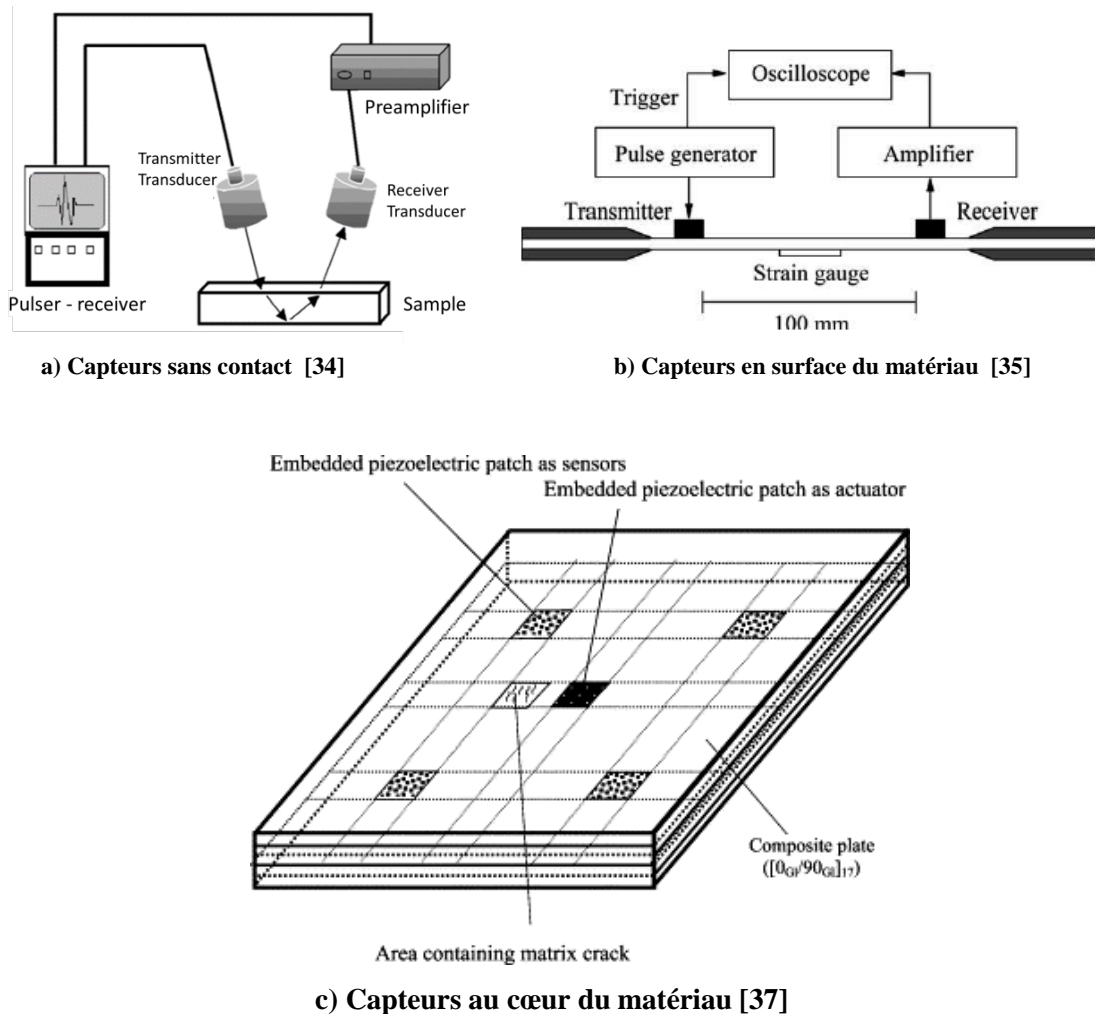 Preamplifier
Transmitter
Transducer
Receiver
Transducer
Pulser - receiver
Sample
a) Capteurs sans contact [34]
Oscilloscope
Trigger
Pulse generator
Amplifier
Transmitter
Receiver
Strain gauge
100 mm
b) Capteurs en surface du matériau [35]
Embedded piezoelectric patch as sensors
Embedded piezoelectric patch as actuator
Composite plate
([0Gl/90Gl]17)
Area containing matrix crack
c) Capteurs au cœur du matériau [37]